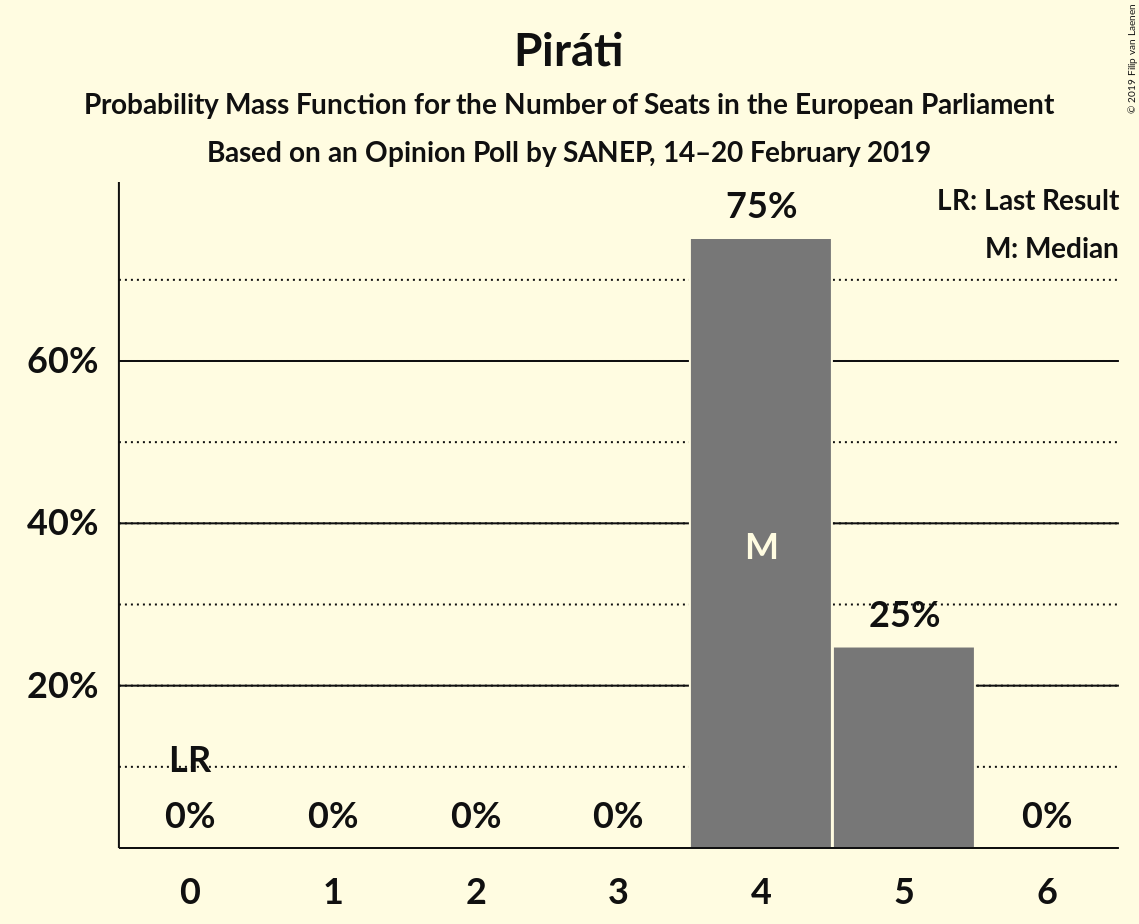 Piráti
Probability Mass Function for the Number of Seats in the European Parliament
Based on an Opinion Poll by SANEP, 14–20 February 2019
© 2019 Filip van Laenen
LR: Last Result
M: Median
75%
60%
40%
M
25%
20%
LR
0% 0% 0% 0% 0%
0 1 2 3 4 5 6